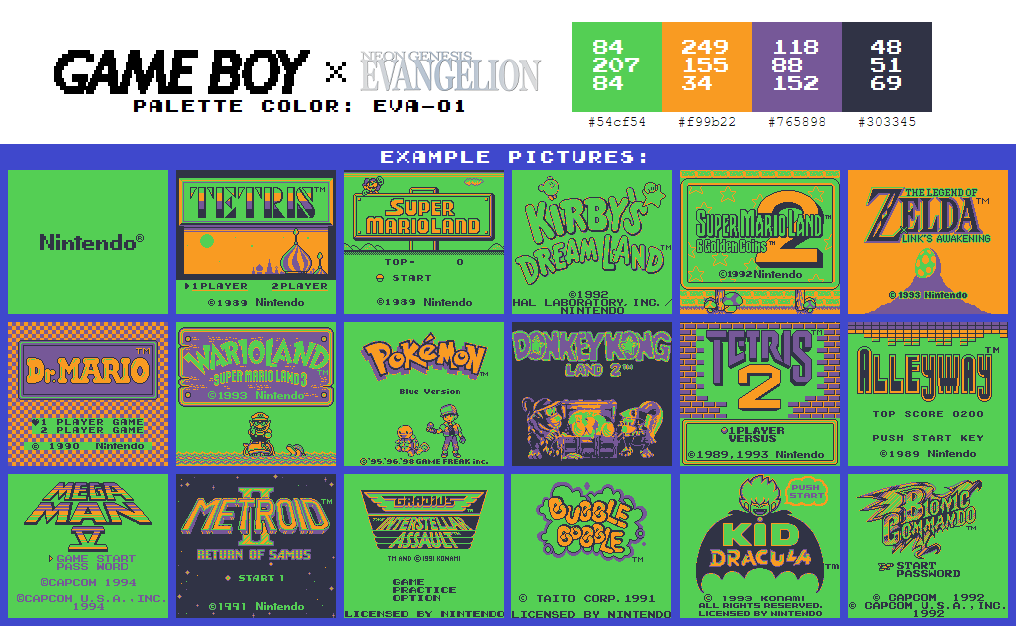 GAME BOY × NEON GENESIS EVANGELION
PALETTE COLOR: EVA-01
84 207 84
249 155 34
118 88 152
48 51 69
#54cf54 #f99b22 #765898 #303345
EXAMPLE PICTURES:
Nintendo®
TETRIS™
1PLAYER 2PLAYER
©1989 Nintendo
SUPER
MARIOLAND
TOP- 0
START
©1989 Nintendo
KIRBY'S
DREAM LAND™
©1992
HAL LABORATORY, INC. /
NINTENDO
SUPER MARIO LAND 2™
6 Golden Coins™
©1992 Nintendo
THE LEGEND OF
ZELDA™
LINK'S AWAKENING
© 1993 Nintendo
Dr. MARIO™
♥1 PLAYER GAME
2 PLAYER GAME
© 1990 Nintendo
WARIO LAND
SUPER MARIO LAND 3
©1993 Nintendo
POKéMON™
Blue Version
©'95.'96.'98 GAME FREAK inc.
DONKEY KONG
LAND 2™
TETRIS™
2
1PLAYER
VERSUS
©1989,1993 Nintendo
ALLEYWAY™
TOP SCORE 0200
PUSH START KEY
©1989 Nintendo
MEGA
MAN
IV
GAME START
PASS WORD
©CAPCOM 1994
©CAPCOM U.S.A.,INC.
1994
II
METROID™
RETURN OF SAMUS
START 1
©1991 Nintendo
GRADIUS
THE INTERSTELLAR
ASSAULT™
TM AND ©1991 KONAMI
GAME
PRACTICE
OPTION
LICENSED BY NINTENDO
BUBBLE
BOBBLE™
© TAITO CORP. 1991
LICENSED BY NINTENDO
PUSH
START
KID
DRACULA™
© 1993 KONAMI
ALL RIGHTS RESERVED.
LICENSED BY NINTENDO
BIONIC
COMMANDO™
START
PASSWORD
© CAPCOM 1992
© CAPCOM U.S.A.,INC.
1992